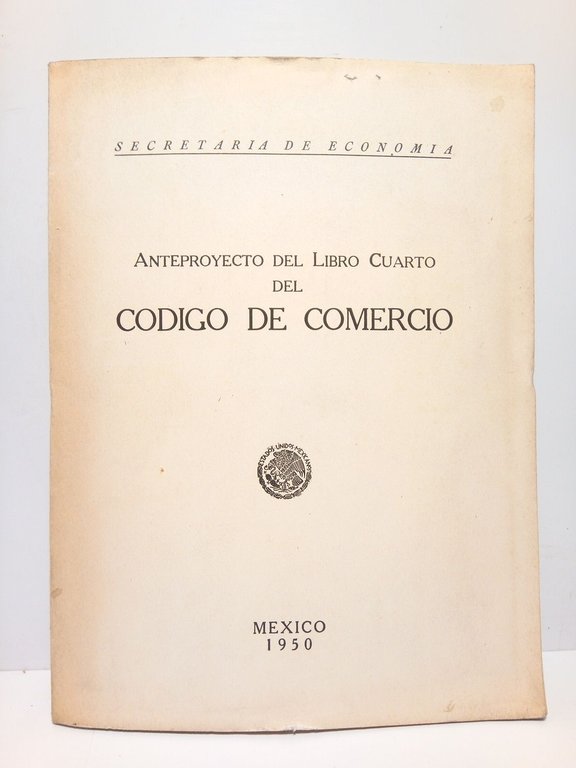 SECRETARIA DE ECONOMIA
ANTEPROYECTO DEL LIBRO CUARTO
DEL
CODIGO DE COMERCIO
ESTADOS UNIDOS MEXICANOS
MEXICO
1950